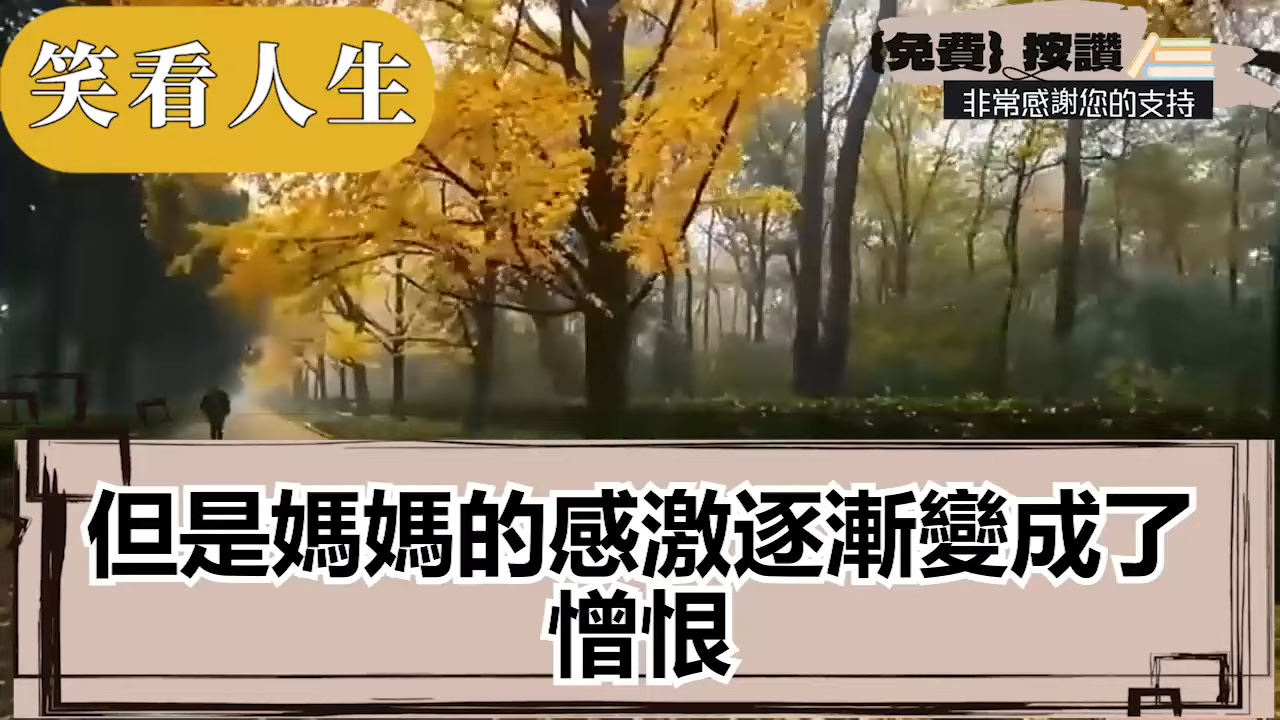 笑看人生
{免費} 按讚
非常感謝您的支持
但是媽媽的感激逐漸變成了
憎恨